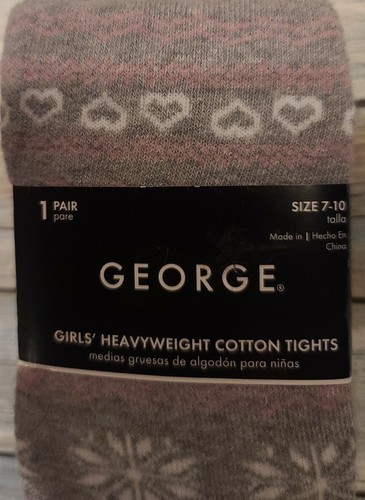 1 PAIR
pare
SIZE 7-10
talla
Made in | Hecho En
China
GEORGE®
GIRLS' HEAVYWEIGHT COTTON TIGHTS
medias gruesas de algodón para niñas